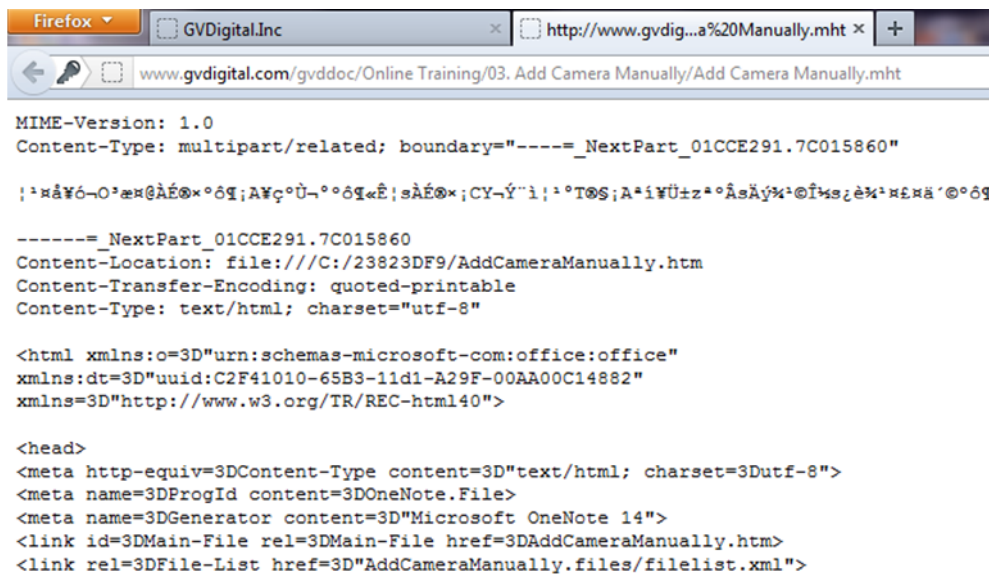 Firefox
GVDigital.Inc
http://www.gvdig...a%20Manually.mht
www.gvdigital.com/gvddoc/Online Training/03. Add Camera Manually/Add Camera Manually.mht
MIME-Version: 1.0
Content-Type: multipart/related; boundary="----=_NextPart_01CCE291.7C015860"
------=_NextPart_01CCE291.7C015860
Content-Location: file:///C:/23823DF9/AddCameraManually.htm
Content-Transfer-Encoding: quoted-printable
Content-Type: text/html; charset="utf-8"
<html xmlns:o=3D"urn:schemas-microsoft-com:office:office"
xmlns:dt=3D"uuid:C2F41010-65B3-11d1-A29F-00AA00C14882"
xmlns=3D"http://www.w3.org/TR/REC-html40">
<head>
<meta http-equiv=3DContent-Type content=3D"text/html; charset=3Dutf-8">
<meta name=3DProgId content=3DOneNote.File>
<meta name=3DGenerator content=3D"Microsoft OneNote 14">
<link id=3DMain-File rel=3DMain-File href=3DAddCameraManually.htm>
<link rel=3DFile-List href=3D"AddCameraManually.files/filelist.xml">